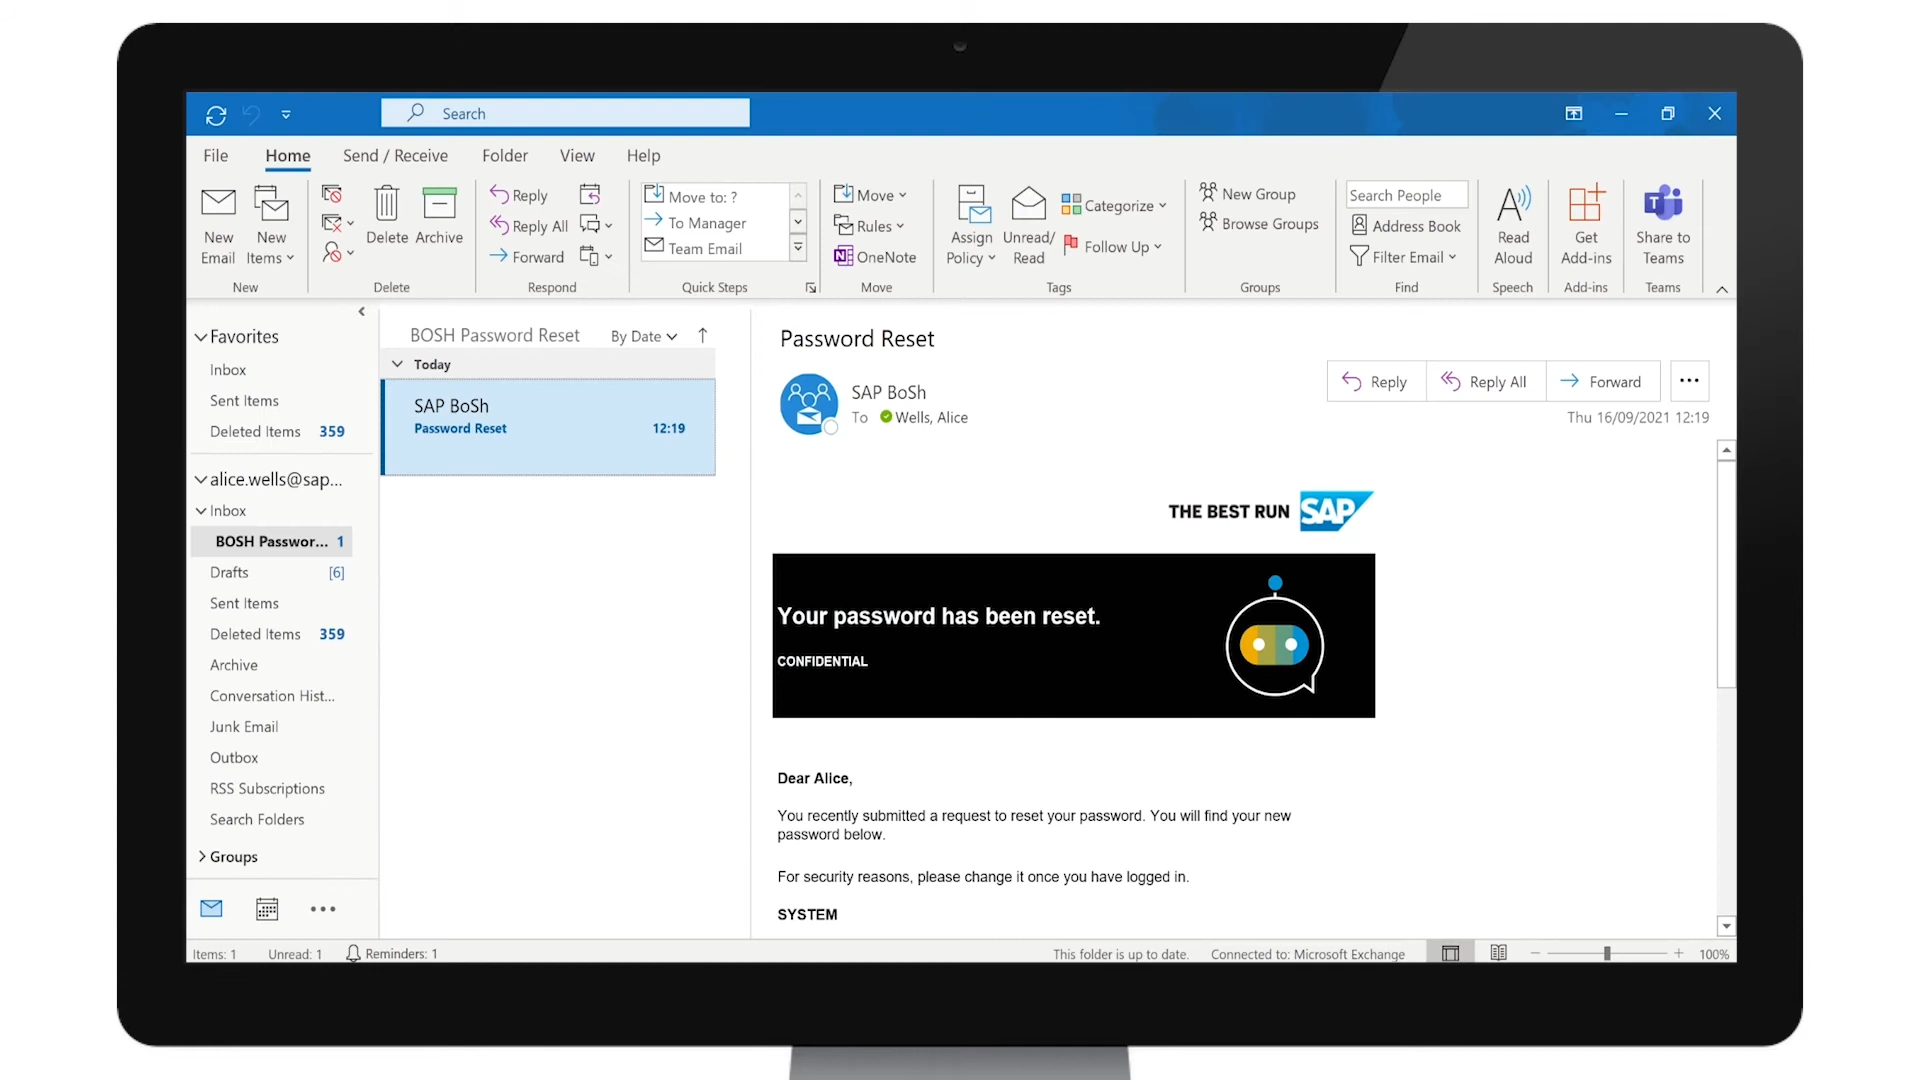 Search
File Home Send / Receive Folder View Help
New Email
New Items
New
Delete
Archive
Delete
Reply
Reply All
Forward
Respond
Move to: ?
To Manager
Team Email
Quick Steps
Move
Rules
OneNote
Move
Assign Policy
Unread/ Read
Categorize
Follow Up
Tags
New Group
Browse Groups
Groups
Search People
Address Book
Filter Email
Find
Read Aloud
Speech
Get Add-ins
Add-ins
Share to Teams
Teams
Favorites
Inbox
Sent Items
Deleted Items 359
alice.wells@sap...
Inbox
BOSH Passwor... 1
Drafts [6]
Sent Items
Deleted Items 359
Archive
Conversation Hist...
Junk Email
Outbox
RSS Subscriptions
Search Folders
Groups
BOSH Password Reset By Date
Today
SAP BoSh
Password Reset 12:19
Password Reset
SAP BoSh
To Wells, Alice
Reply Reply All Forward
Thu 16/09/2021 12:19
THE BEST RUN SAP
Your password has been reset.
CONFIDENTIAL
Dear Alice,
You recently submitted a request to reset your password. You will find your new
password below.
For security reasons, please change it once you have logged in.
SYSTEM
Items: 1 Unread: 1 Reminders: 1 This folder is up to date. Connected to: Microsoft Exchange 100%